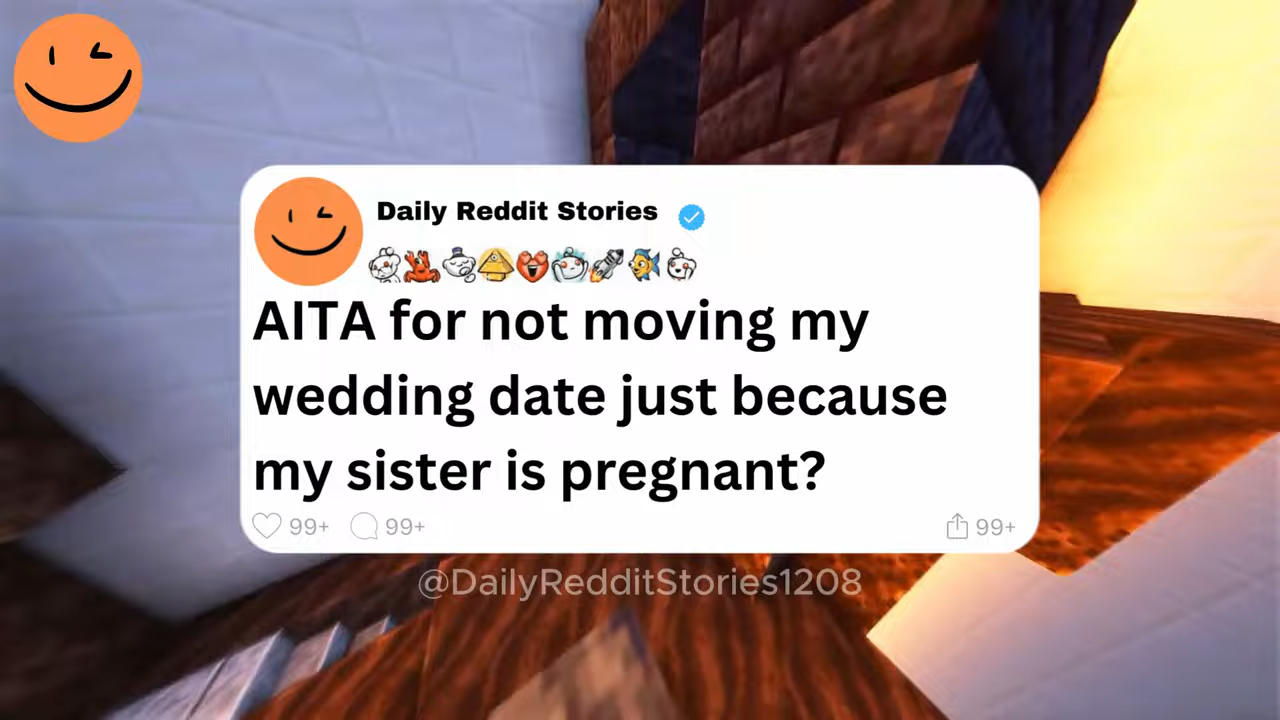 Daily Reddit Stories
AITA for not moving my
wedding date just because
my sister is pregnant?
99+ 99+ 99+
@DailyRedditStories1208